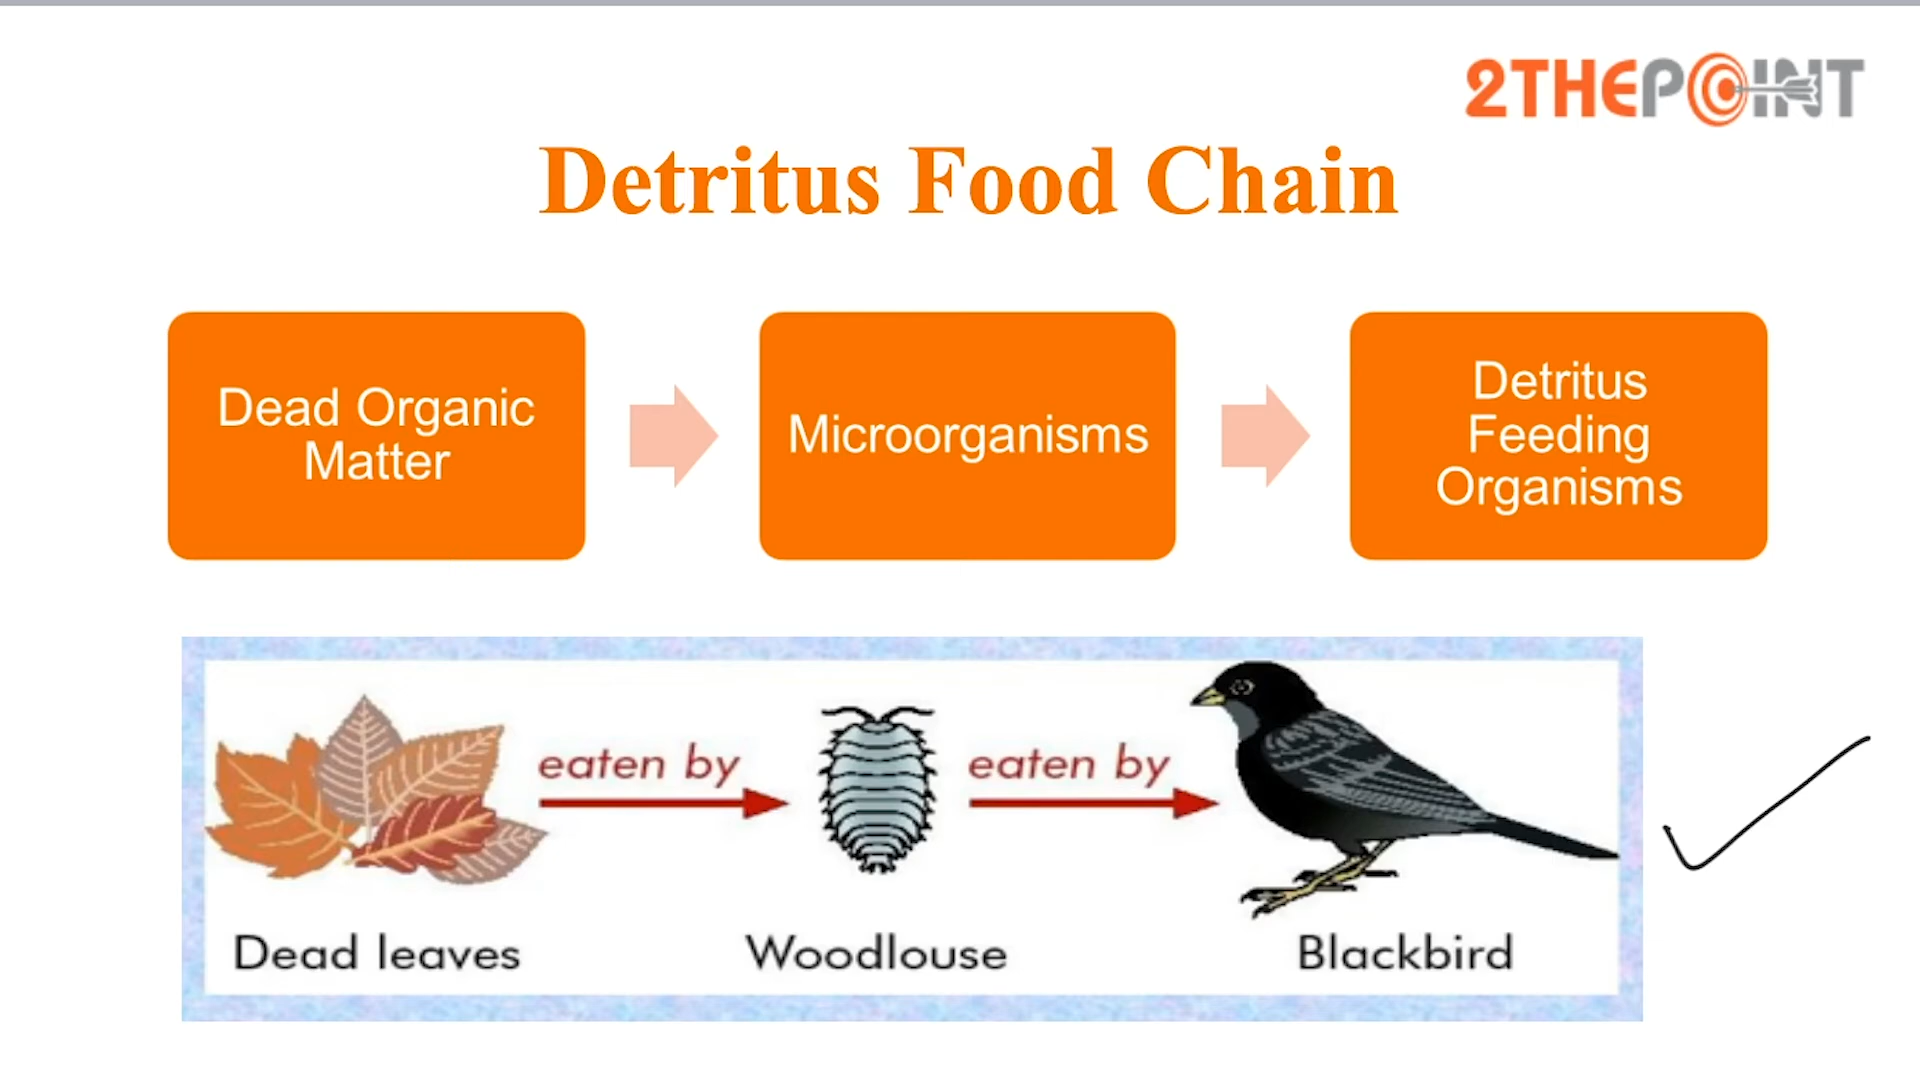 2THEPOINT
Detritus Food Chain
Dead Organic
Matter
Microorganisms
Detritus
Feeding
Organisms
eaten by
eaten by
Dead leaves
Woodlouse
Blackbird